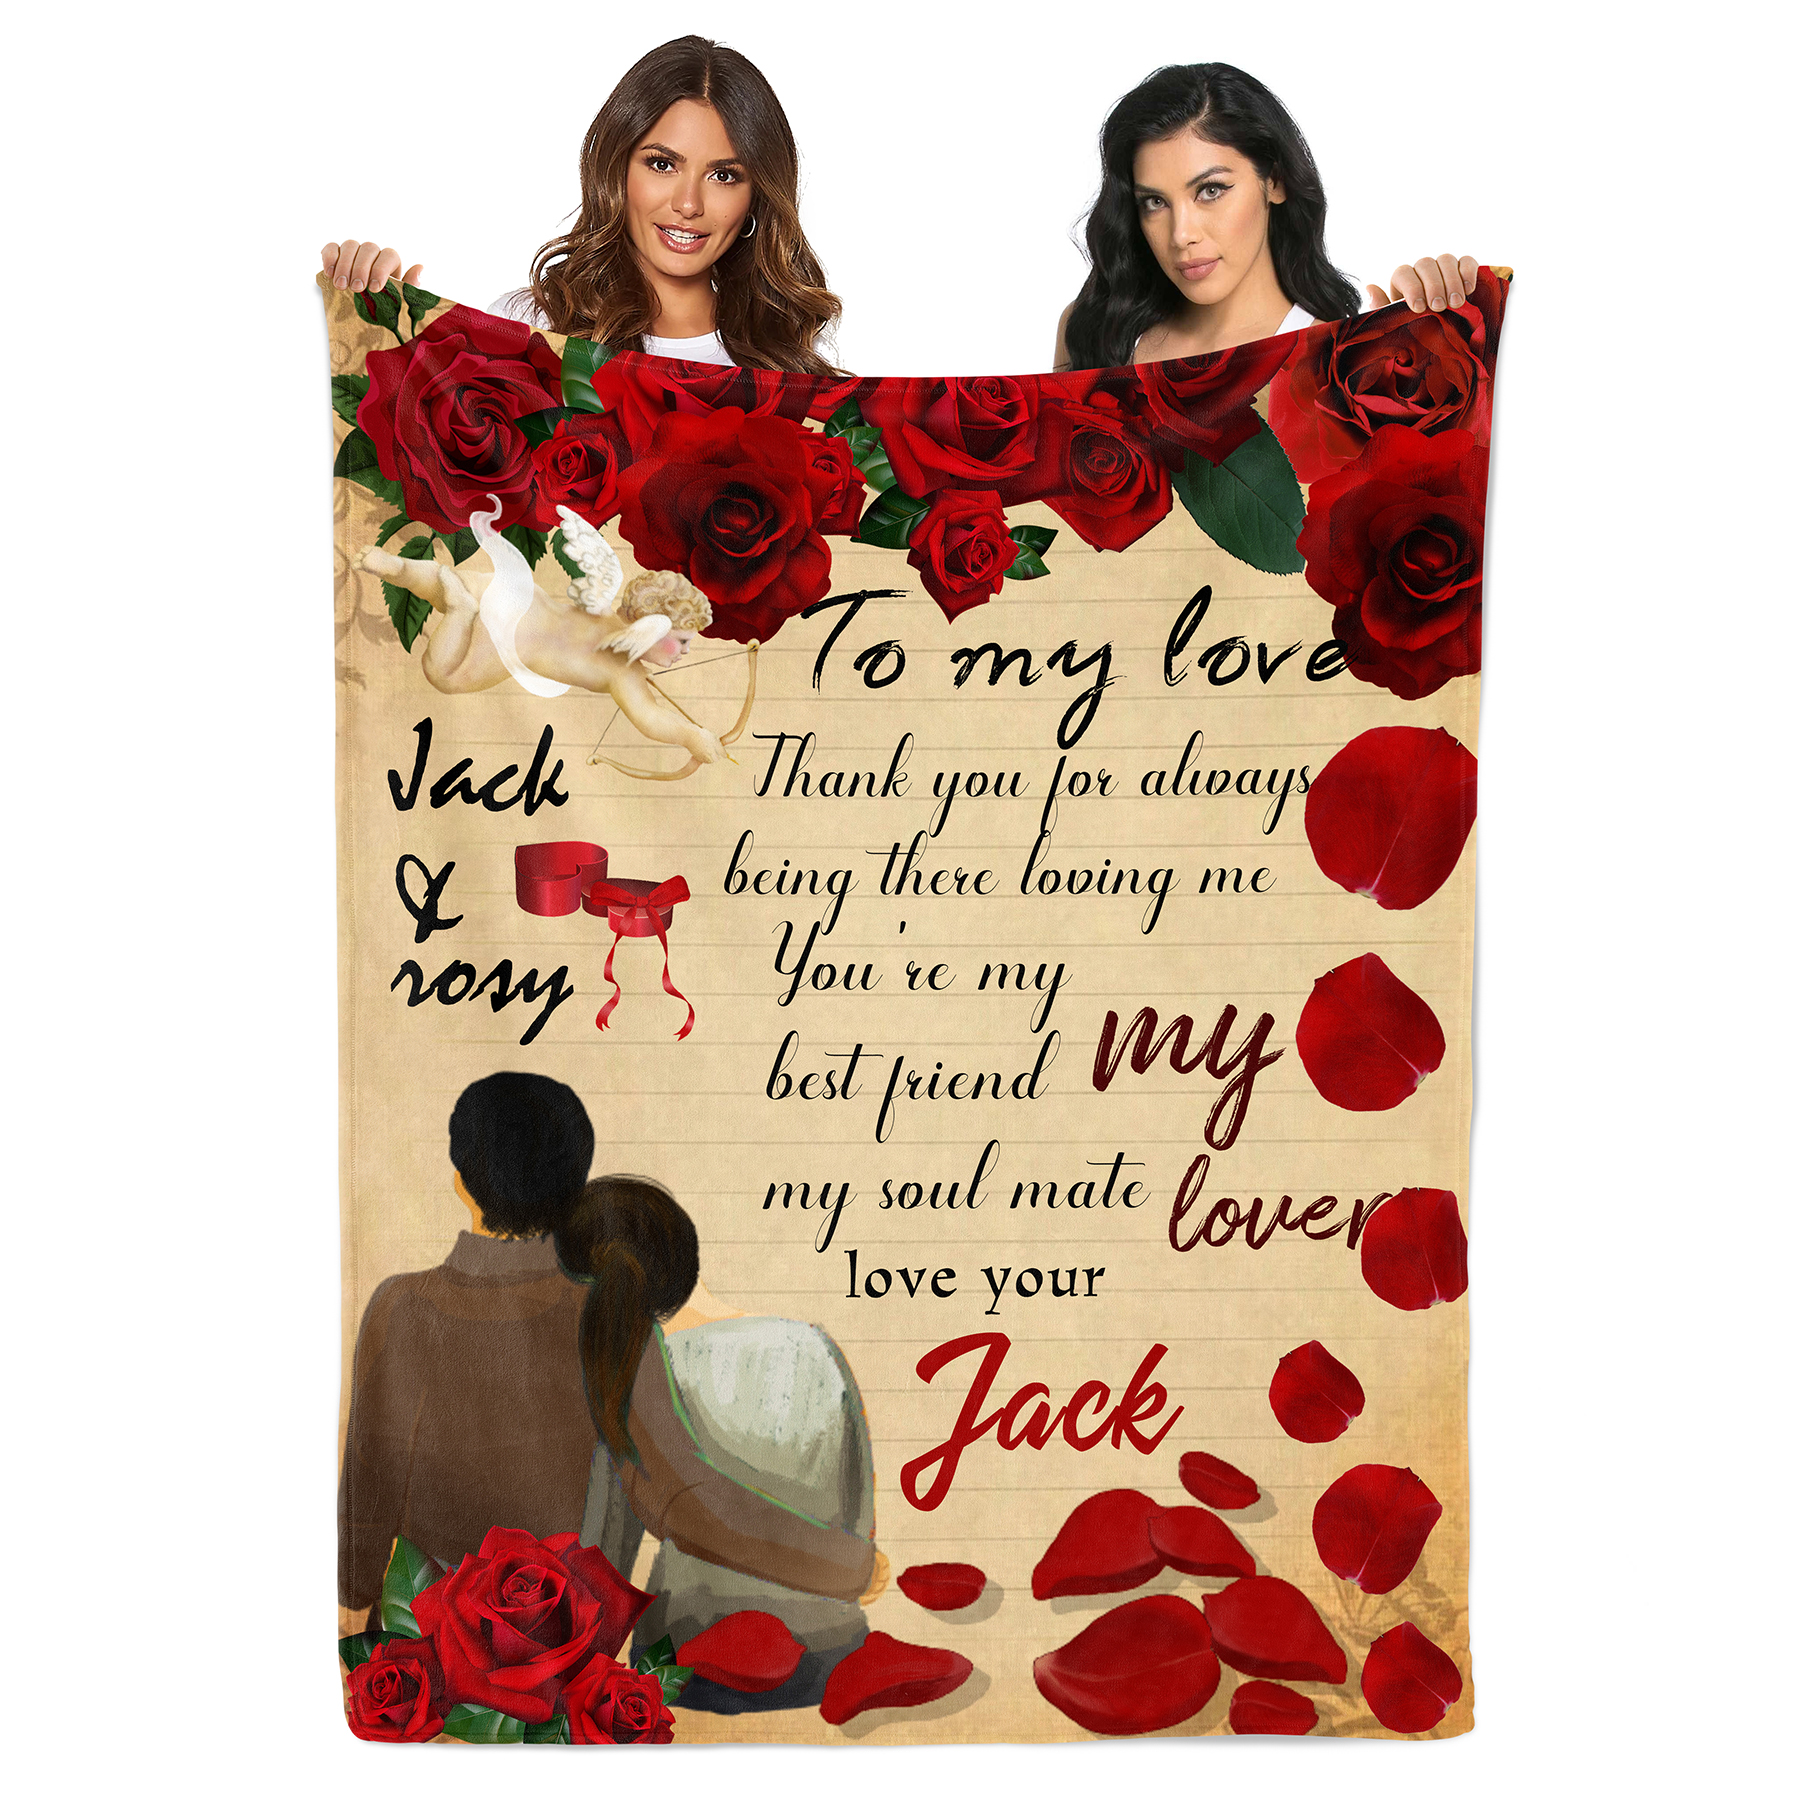 To my love
Jack
&
rosy
Thank you for always
being there loving me
You're my
best friend my
my soul mate lover
love your
Jack